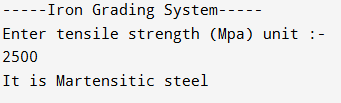 -----Iron Grading System-----
Enter tensile strength (Mpa) unit :-
2500
It is Martensitic steel